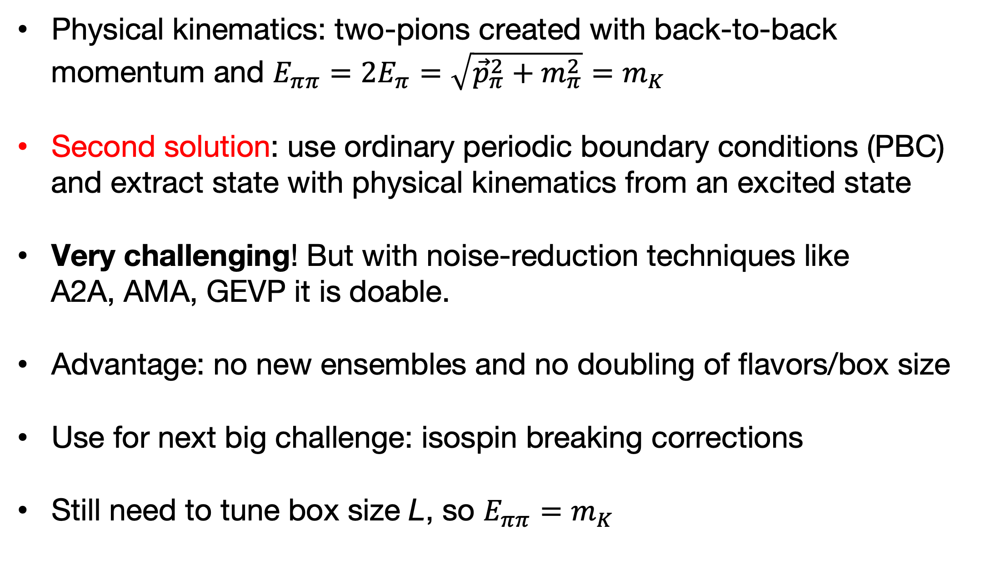 • Physical kinematics: two-pions created with back-to-back
momentum and $E_{\pi\pi} = 2E_{\pi} = \sqrt{\vec{p}_{\pi}^{2} + m_{\pi}^{2}} = m_K$
• Second solution: use ordinary periodic boundary conditions (PBC)
and extract state with physical kinematics from an excited state
• Very challenging! But with noise-reduction techniques like
A2A, AMA, GEVP it is doable.
• Advantage: no new ensembles and no doubling of flavors/box size
• Use for next big challenge: isospin breaking corrections
• Still need to tune box size L, so $E_{\pi\pi} = m_K$